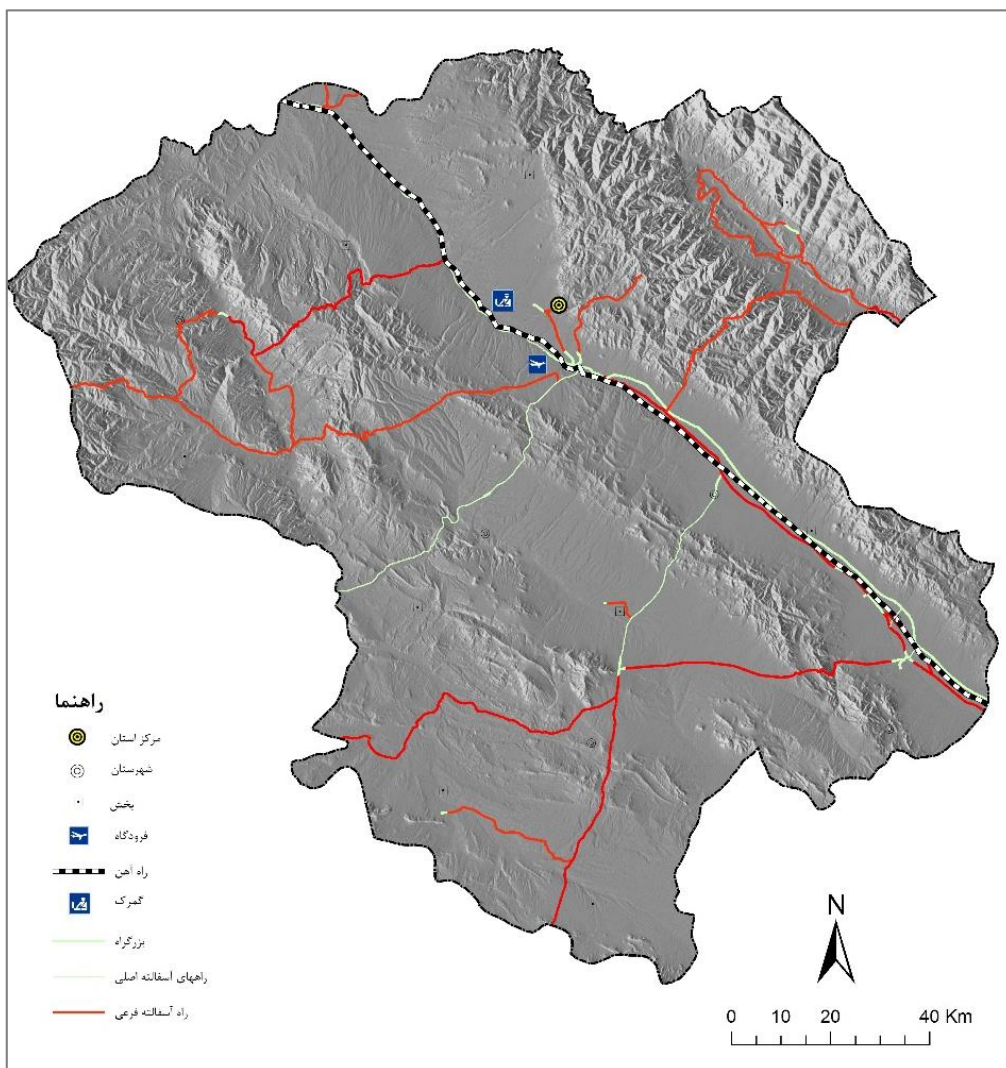 راهنما
مرکز استان
شهرستان
بخش
فرودگاه
راه آهن
گمرک
بزرگراه
راههای آسفالته اصلی
راه آسفالته فرعی
N
0 10 20 40 Km